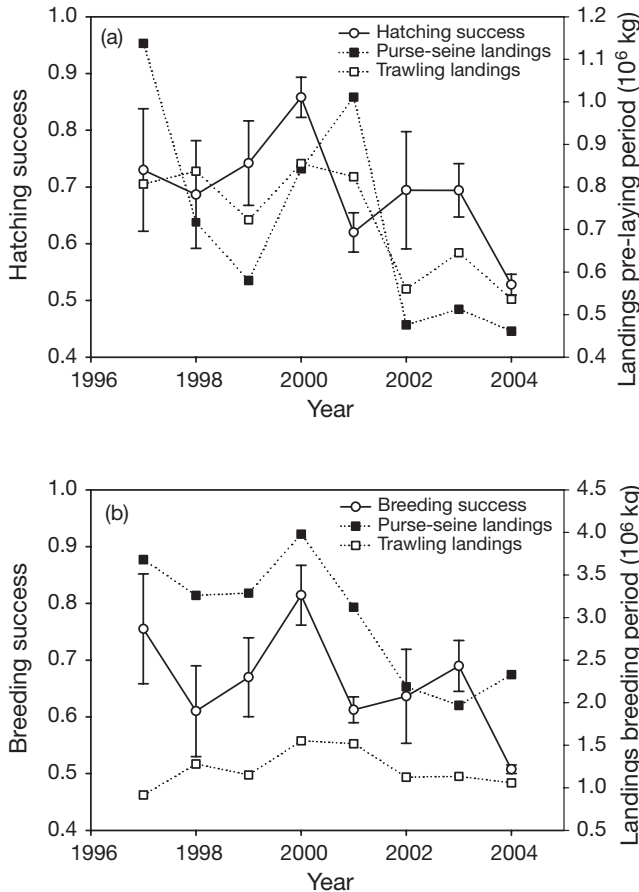 (a)
Hatching success
Purse-seine landings
Trawling landings
1.0
0.9
0.8
0.7
0.6
0.5
0.4
Hatching success
1.2
1.1
1.0
0.9
0.8
0.7
0.6
0.5
0.4
Landings pre-laying period (10⁶ kg)
1996 1998 2000 2002 2004
Year
(b)
Breeding success
Purse-seine landings
Trawling landings
1.0
0.9
0.8
0.7
0.6
0.5
0.4
Breeding success
4.5
4.0
3.5
3.0
2.5
2.0
1.5
1.0
0.5
Landings breeding period (10⁶ kg)
1996 1998 2000 2002 2004
Year